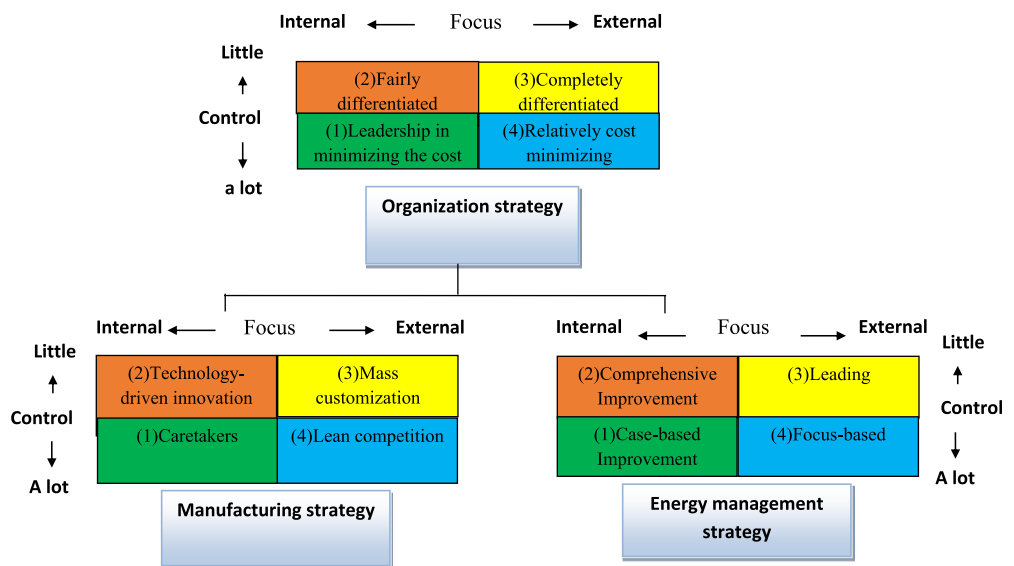 Internal Focus External
Little
Control
a lot
(2)Fairly
differentiated
(3)Completely
differentiated
(1)Leadership in
minimizing the cost
(4)Relatively cost
minimizing
Organization strategy
Internal Focus External
Little
Control
A lot
(2)Technology-
driven innovation
(3)Mass
customization
(1)Caretakers
(4)Lean competition
Manufacturing strategy
Internal Focus External
Little
Control
A lot
(2)Comprehensive
Improvement
(3)Leading
(1)Case-based
Improvement
(4)Focus-based
Energy management
strategy